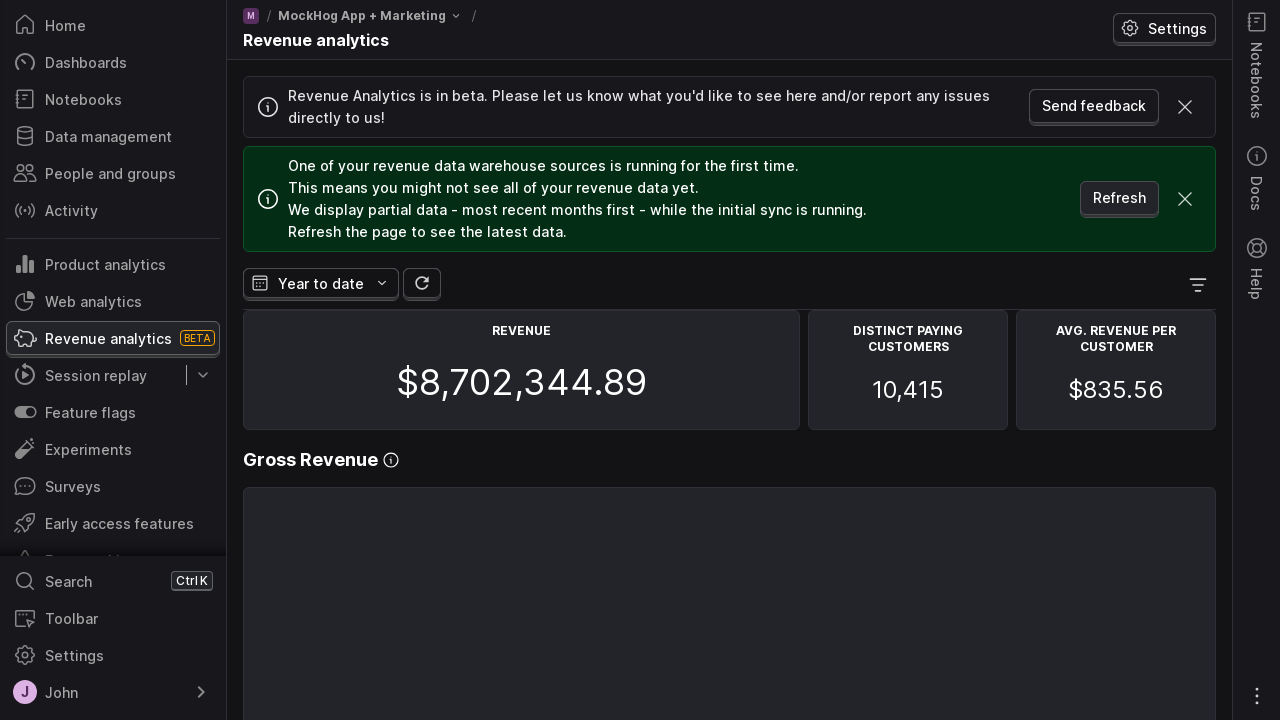 Home
Dashboards
Notebooks
Data management
People and groups
Activity
Product analytics
Web analytics
Revenue analytics BETA
Session replay
Feature flags
Experiments
Surveys
Early access features
Search Ctrl K
Toolbar
Settings
J John
M / MockHog App + Marketing /
Revenue analytics
Settings
Revenue Analytics is in beta. Please let us know what you'd like to see here and/or report any issues
directly to us!
Send feedback
One of your revenue data warehouse sources is running for the first time.
This means you might not see all of your revenue data yet.
We display partial data - most recent months first - while the initial sync is running.
Refresh the page to see the latest data.
Refresh
Year to date
REVENUE
$8,702,344.89
DISTINCT PAYING
CUSTOMERS
10,415
AVG. REVENUE PER
CUSTOMER
$835.56
Gross Revenue
Notebooks
Docs
Help